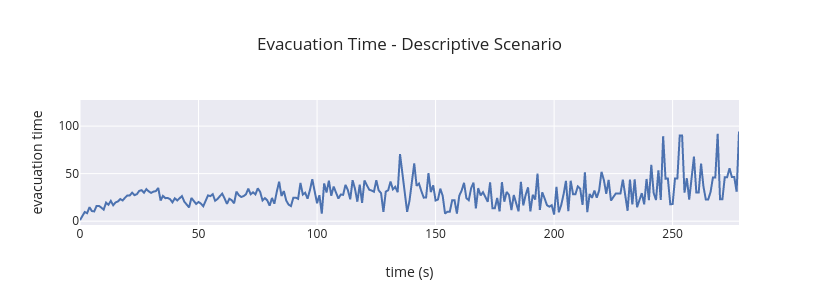 Evacuation Time - Descriptive Scenario
evacuation time
100
50
0
0 50 100 150 200 250
time (s)